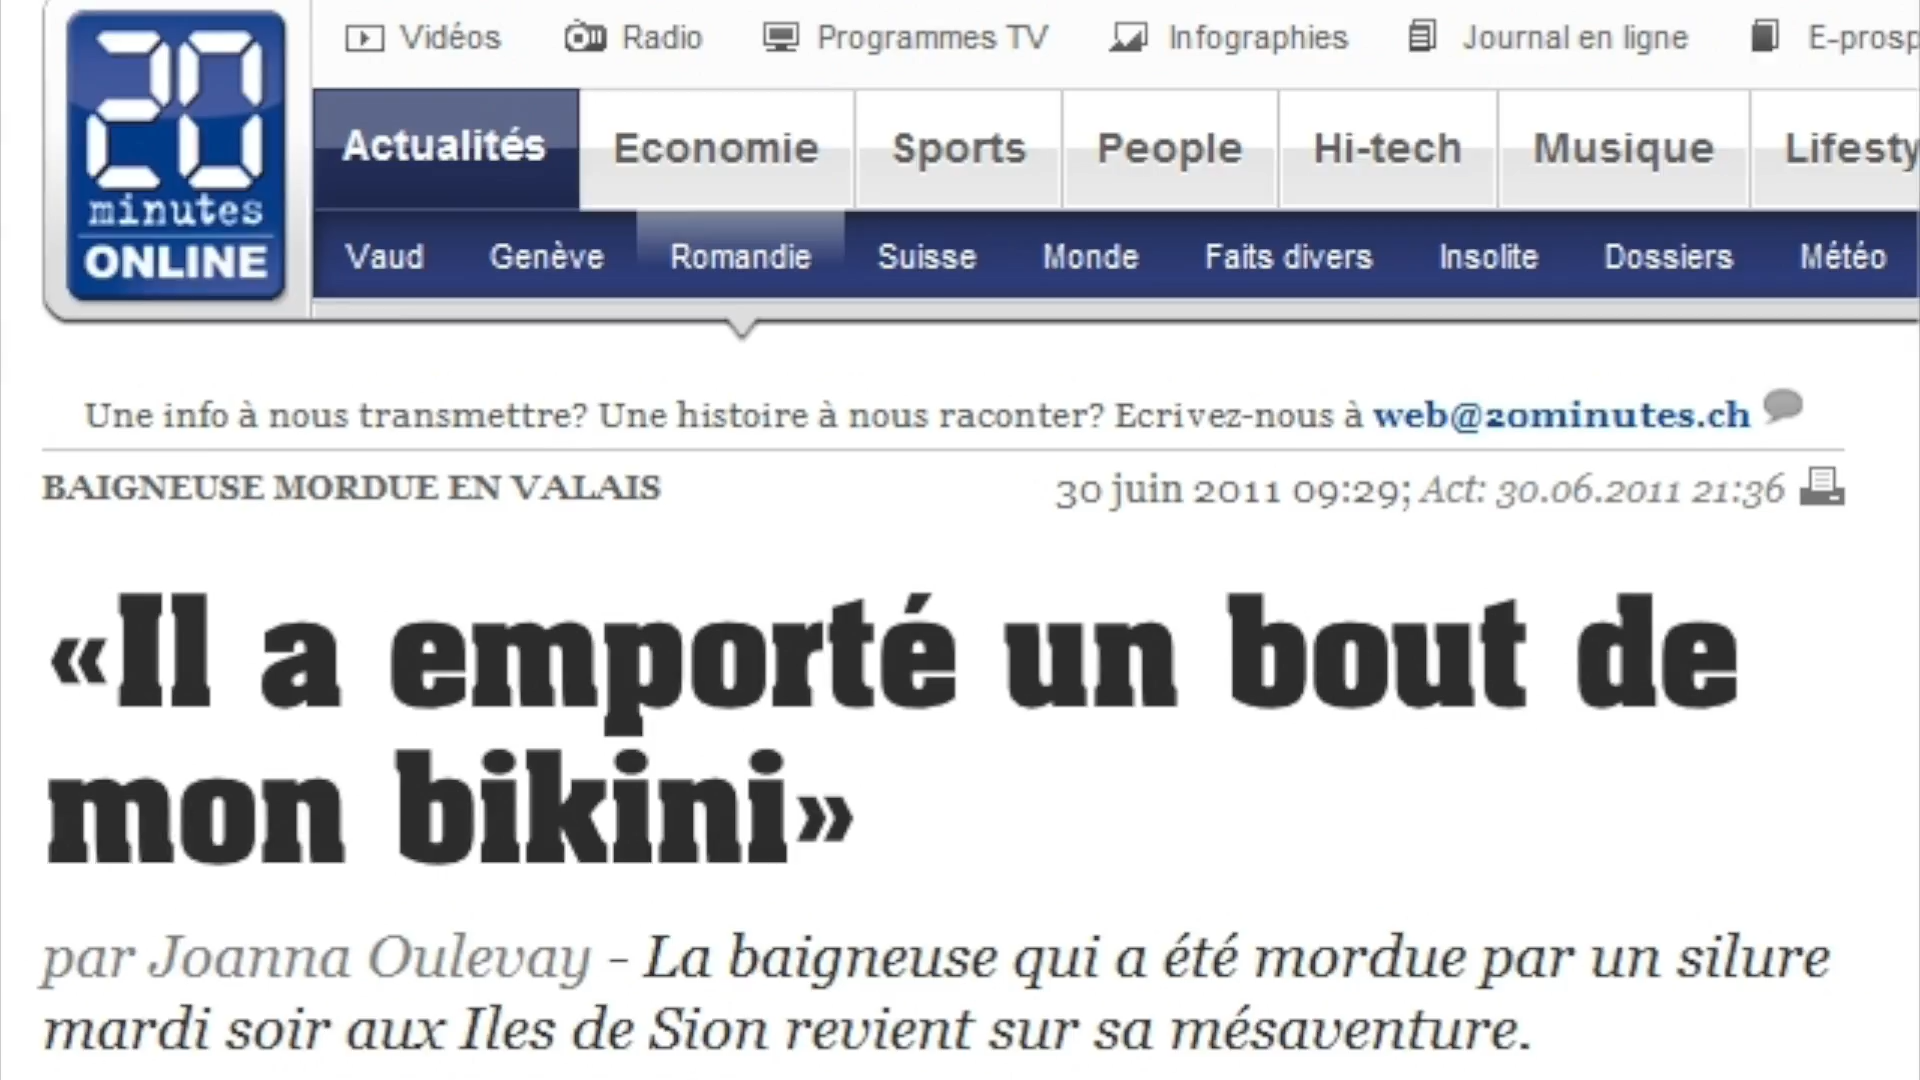 20 minutes ONLINE
Vidéos Radio Programmes TV Infographies Journal en ligne
Actualités Economie Sports People Hi-tech Musique
Vaud Genève Romandie Suisse Monde Faits divers Insolite Dossiers Météo
Une info à nous transmettre? Une histoire à nous raconter? Ecrivez-nous à web@20minutes.ch
BAIGNEUSE MORDUE EN VALAIS 30 juin 2011 09:29; Act: 30.06.2011 21:36
«Il a emporté un bout de
mon bikini»
par Joanna Oulevay - La baigneuse qui a été mordue par un silure
mardi soir aux Iles de Sion revient sur sa mésaventure.